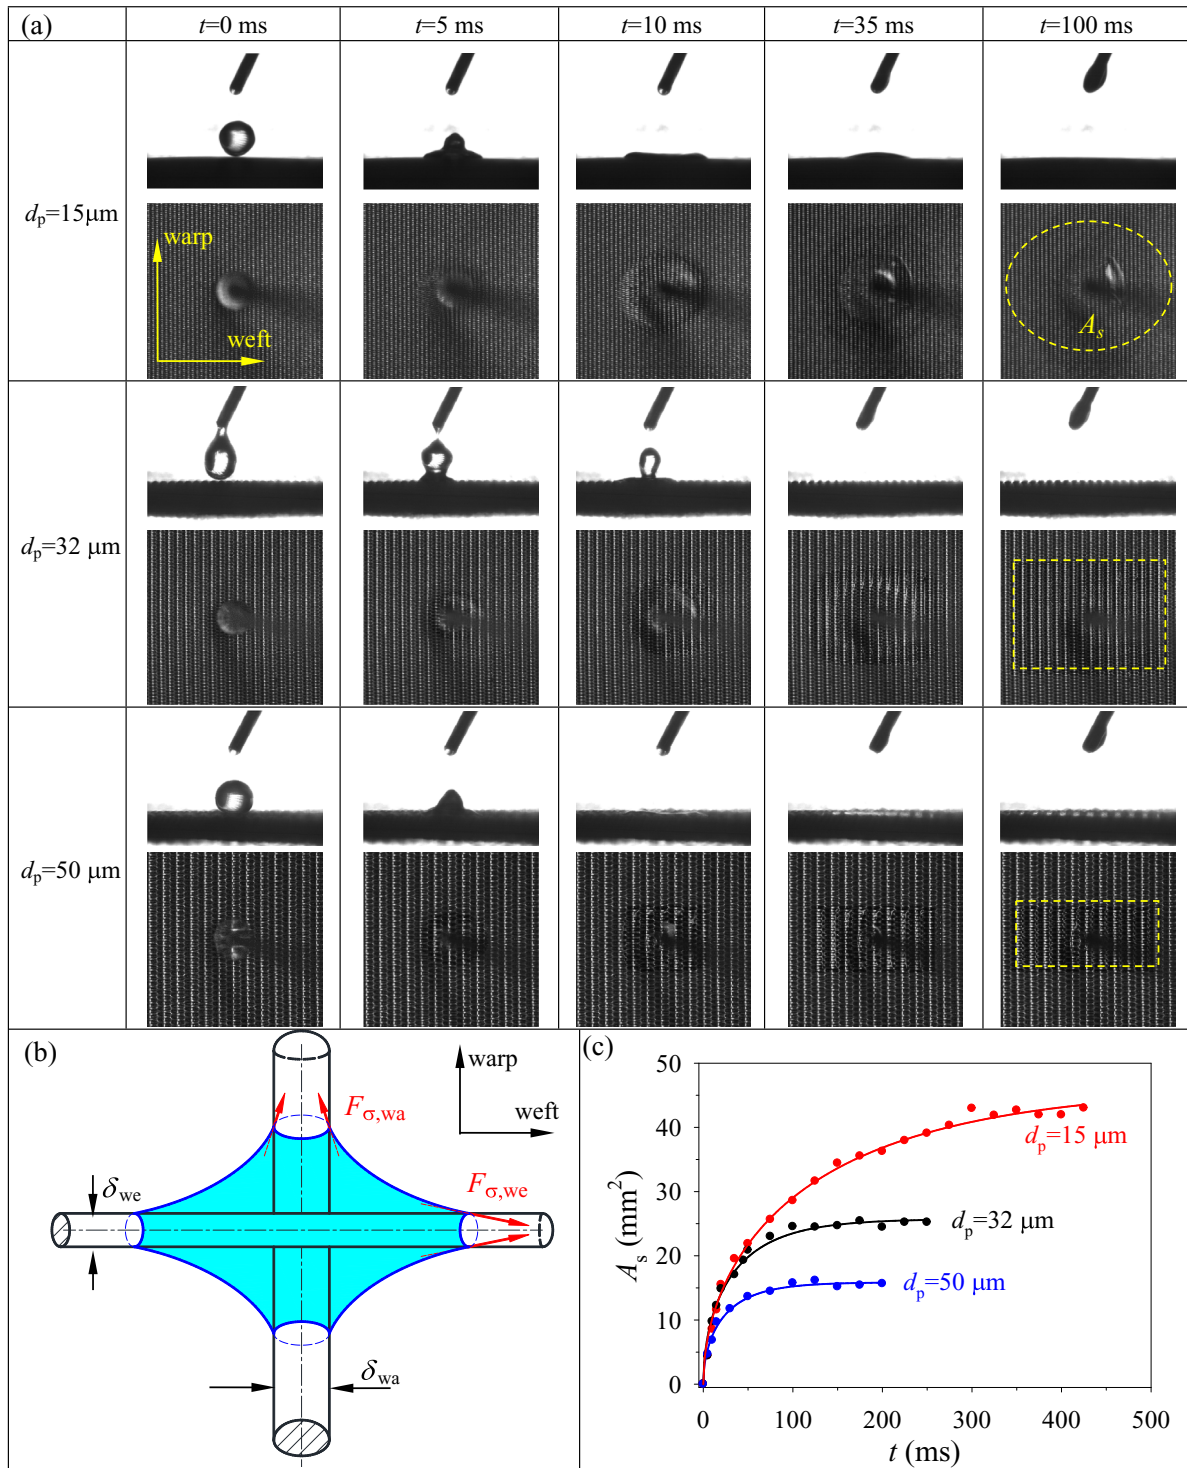 (a) t=0 ms t=5 ms t=10 ms t=35 ms t=100 ms
dp=15μm
warp
weft
As
dp=32 μm
dp=50 μm
(b)
warp
weft
Fσ,wa
Fσ,we
δwe
δwa
(c)
50
40
30
20
10
0
As (mm²)
dp=15 μm
dp=32 μm
dp=50 μm
0 100 200 300 400 500
t (ms)